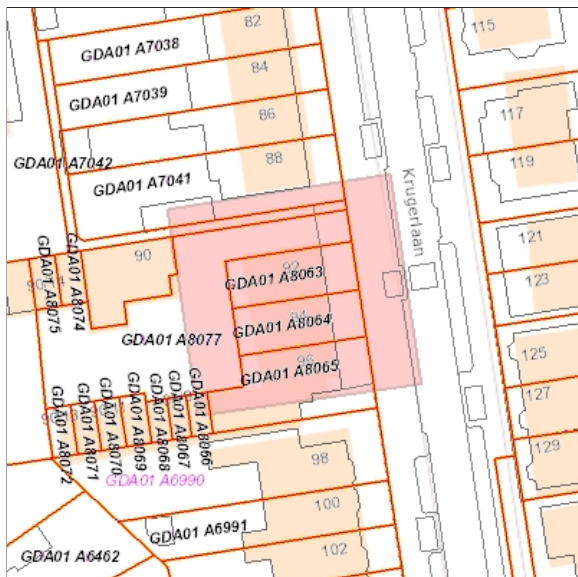 82
115
GDA01 A7038
84
GDA01 A7039
86
117
GDA01 A7042
88
119
GDA01 A7041
Krugerlaan
121
90
GDA01 A8075
GDA01 A8074
92
GDA01 A8063
123
94
GDA01 A8064
GDA01 A8077
125
96
GDA01 A8065
127
GDA01 A8072
GDA01 A8071
GDA01 A8070
GDA01 A8069
GDA01 A8068
GDA01 A8067
GDA01 A8066
129
98
GDA01 A6990
100
GDA01 A6991
102
GDA01 A6462